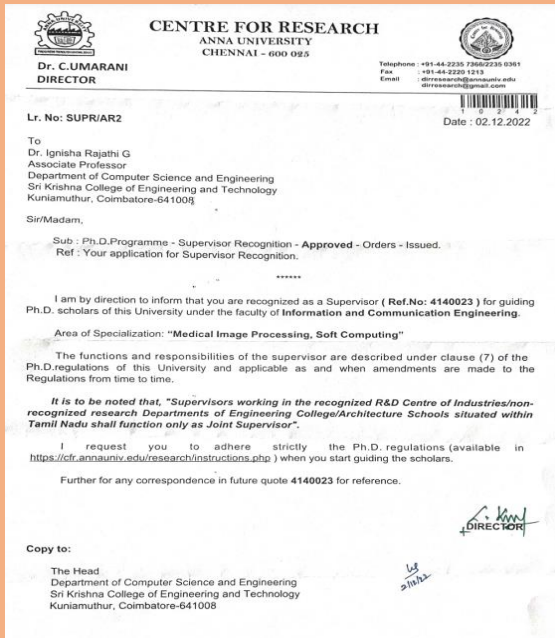 CENTRE FOR RESEARCH
ANNA UNIVERSITY
CHENNAI - 600 025
Dr. C.UMARANI
DIRECTOR
Telephone : +91-44-2235 7366/2235 0361
Fax : +91-44-2220 1213
Email : dirresearch@annauniv.edu
dirresearch@gmail.com
1 0 2 4 2
Lr. No: SUPR/AR2
Date : 02.12.2022
To
Dr. Ignisha Rajathi G
Associate Professor
Department of Computer Science and Engineering
Sri Krishna College of Engineering and Technology
Kuniamuthur, Coimbatore-641008
Sir/Madam,
Sub : Ph.D.Programme - Supervisor Recognition - Approved - Orders - Issued.
Ref : Your application for Supervisor Recognition.
******
I am by direction to inform that you are recognized as a Supervisor ( Ref.No: 4140023 ) for guiding
Ph.D. scholars of this University under the faculty of Information and Communication Engineering.
Area of Specialization: “Medical Image Processing, Soft Computing”
The functions and responsibilities of the supervisor are described under clause (7) of the
Ph.D.regulations of this University and applicable as and when amendments are made to the
Regulations from time to time.
It is to be noted that, "Supervisors working in the recognized R&D Centre of Industries/non-
recognized research Departments of Engineering College/Architecture Schools situated within
Tamil Nadu shall function only as Joint Supervisor".
I request you to adhere strictly the Ph.D. regulations (available in
https://cfr.annauniv.edu/research/instructions.php ) when you start guiding the scholars.
Further for any correspondence in future quote 4140023 for reference.
DIRECTOR
Copy to:
The Head
Department of Computer Science and Engineering
Sri Krishna College of Engineering and Technology
Kuniamuthur, Coimbatore-641008
2/12/22